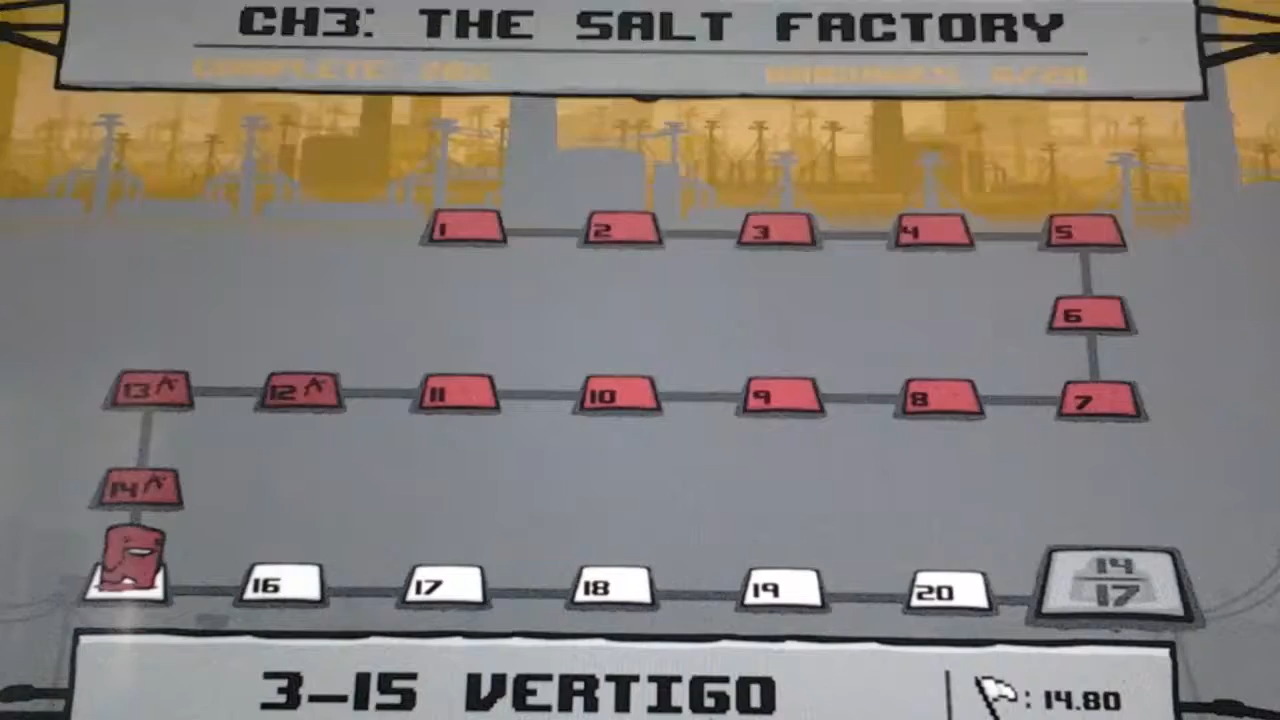 CH3: THE SALT FACTORY
1 2 3 4 5
6
13 A+ 12 A+ 11 10 9 8 7
14 A+
16 17 18 19 20 14
17
3-15 VERTIGO : 14.80